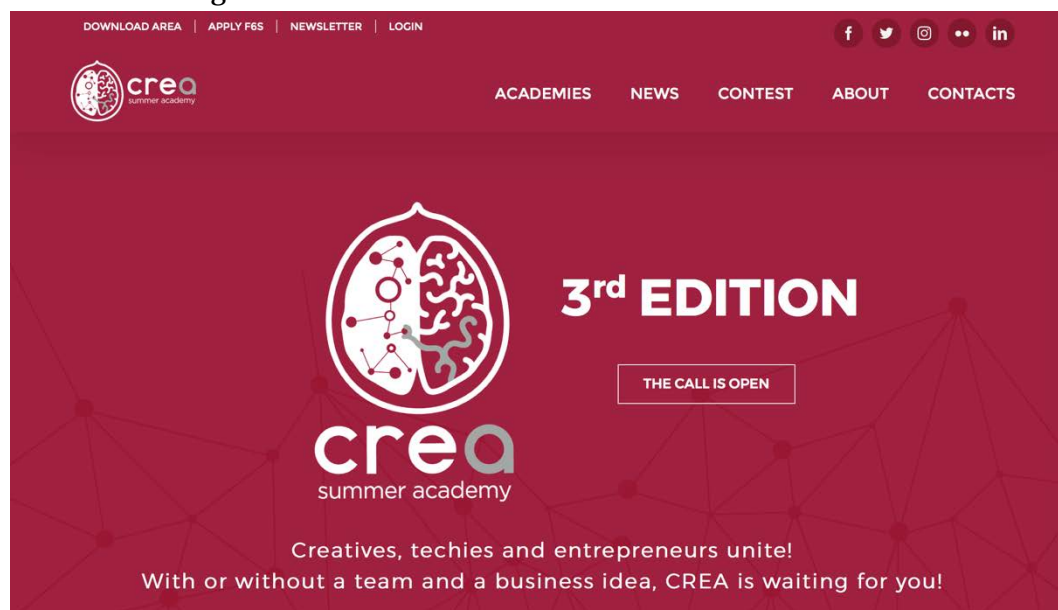 DOWNLOAD AREA | APPLY F6S | NEWSLETTER | LOGIN
crea
summer academy
ACADEMIES NEWS CONTEST ABOUT CONTACTS
3rd EDITION
THE CALL IS OPEN
crea
summer academy
Creatives, techies and entrepreneurs unite!
With or without a team and a business idea, CREA is waiting for you!